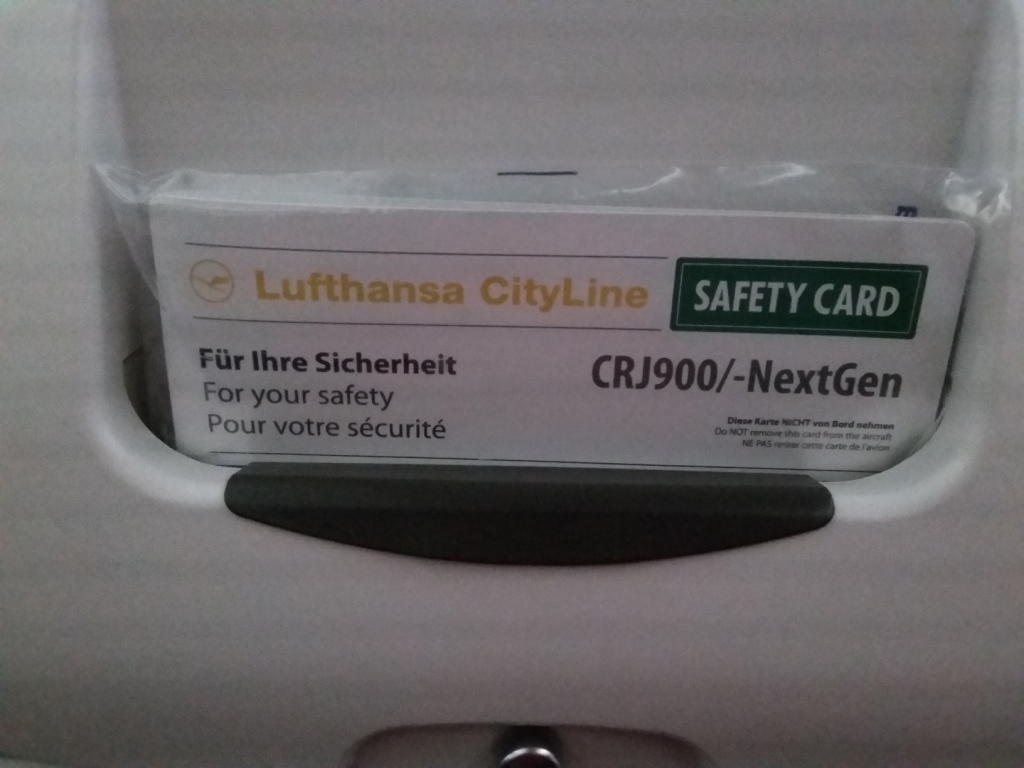 Lufthansa CityLine
SAFETY CARD
Für Ihre Sicherheit
For your safety
Pour votre sécurité
CRJ900/-NextGen
Diese Karte NICHT von Bord nehmen
Do NOT remove this card from the aircraft
NE PAS retirer cette carte de l'avion